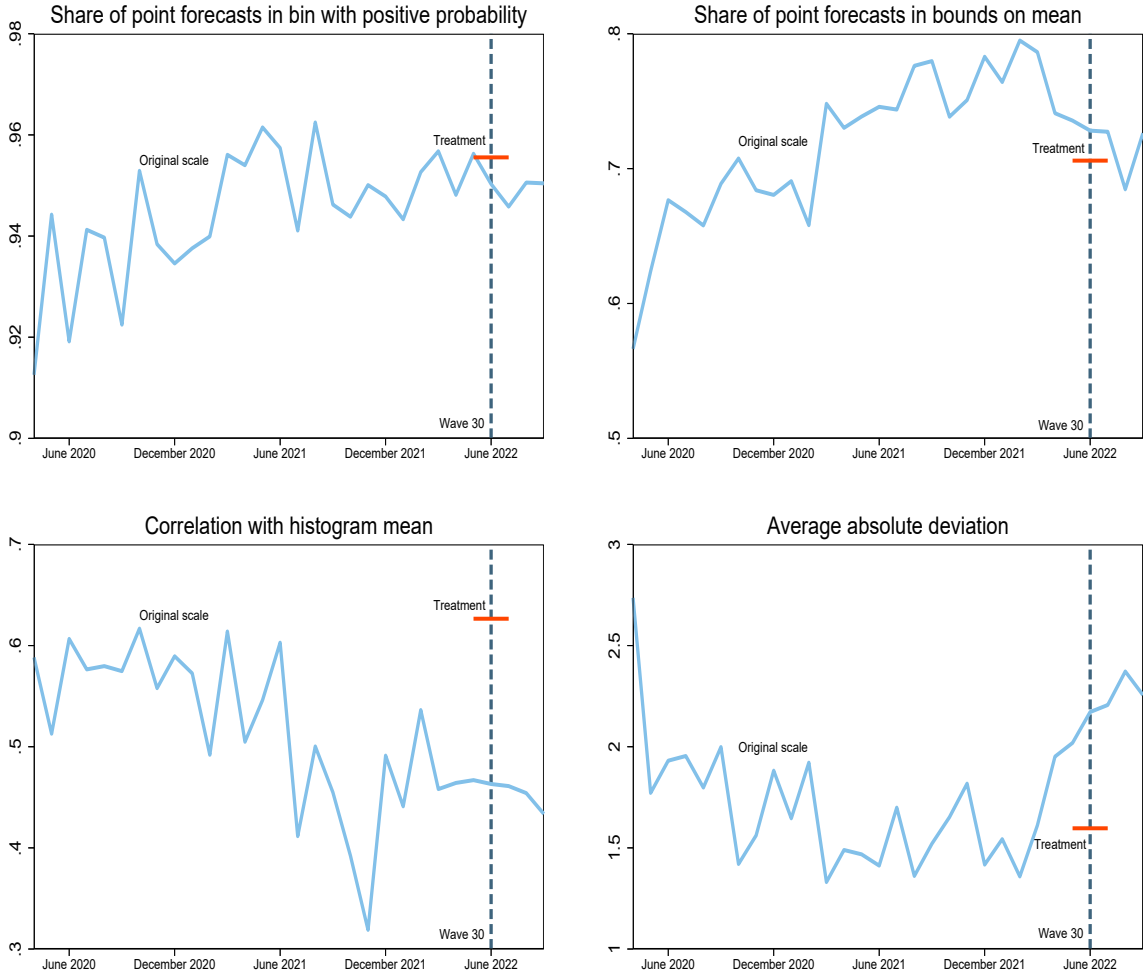 Share of point forecasts in bin with positive probability
.98
.96
.94
.92
.9
Original scale
Treatment
Wave 30
June 2020
December 2020
June 2021
December 2021
June 2022
Share of point forecasts in bounds on mean
.8
.7
.6
.5
Original scale
Treatment
Wave 30
June 2020
December 2020
June 2021
December 2021
June 2022
Correlation with histogram mean
.7
.6
.5
.4
.3
Original scale
Treatment
Wave 30
June 2020
December 2020
June 2021
December 2021
June 2022
Average absolute deviation
3
2.5
2
1.5
1
Original scale
Treatment
Wave 30
June 2020
December 2020
June 2021
December 2021
June 2022